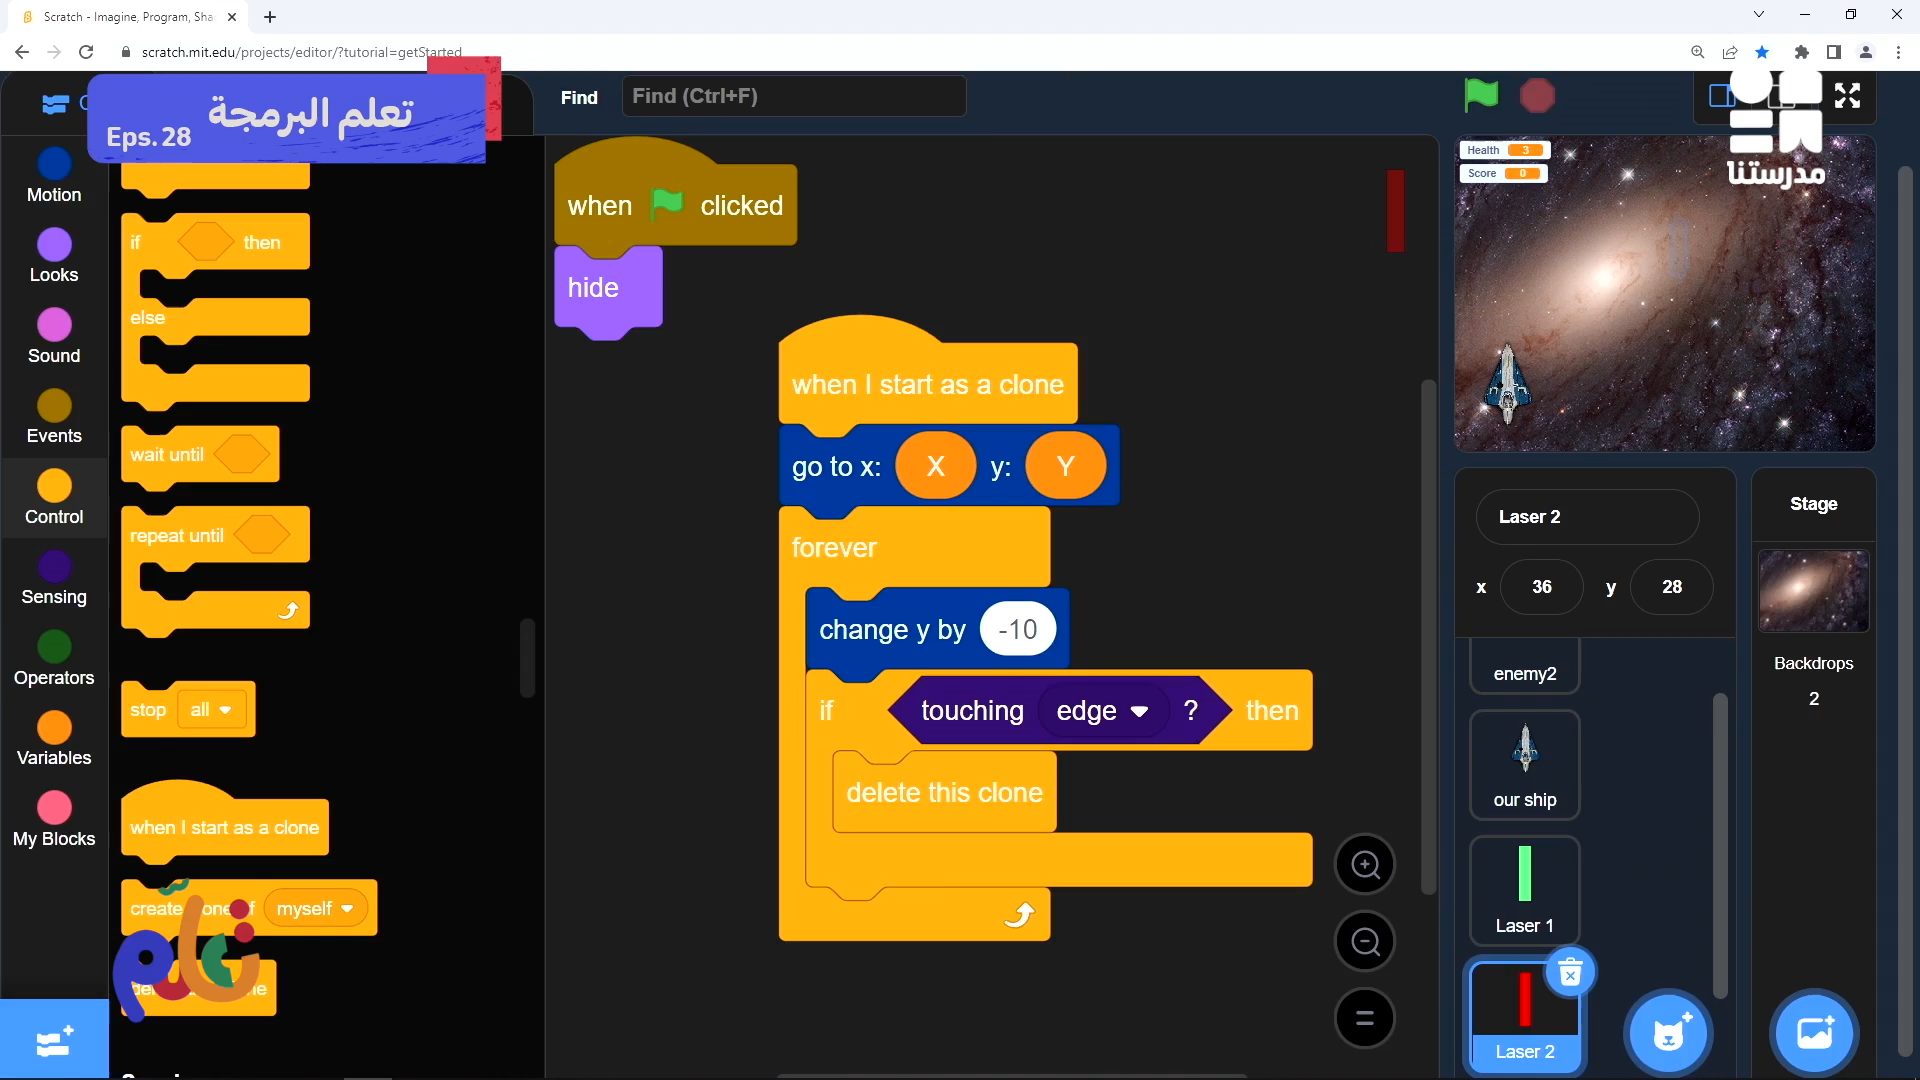 Scratch - Imagine, Program, Sha
scratch.mit.edu/projects/editor/?tutorial=getStarted
تعلم البرمجة
Eps. 28
Find
Find (Ctrl+F)
Motion
Looks
Sound
Events
Control
Sensing
Operators
Variables
My Blocks
if then
else
wait until
repeat until
stop all
when I start as a clone
create
myself
when clicked
hide
when I start as a clone
go to x: X y: Y
forever
change y by -10
if touching edge ? then
delete this clone
Health 3
Score 0
مدرستنا
Laser 2
x 36 y 28
enemy2
our ship
Laser 1
Laser 2
Stage
Backdrops
2